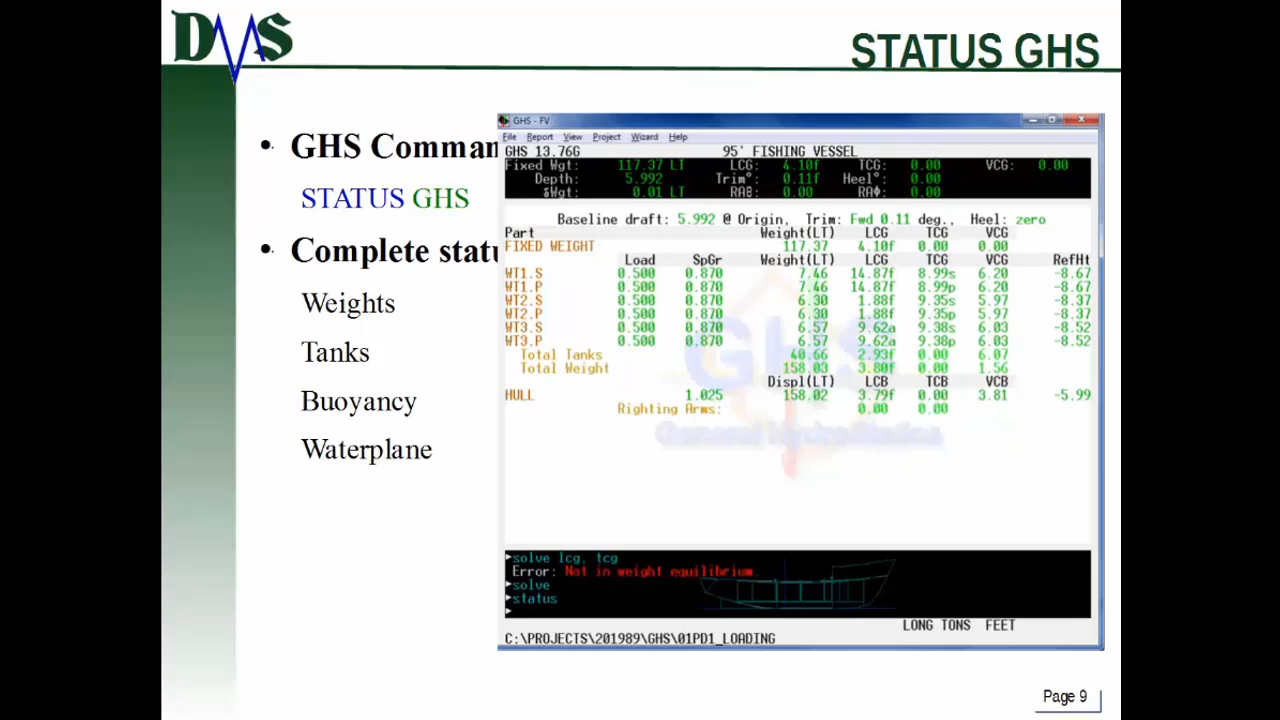 DMS
STATUS GHS
• GHS Comman
STATUS GHS
• Complete statu
Weights
Tanks
Buoyancy
Waterplane
GHS - FV
File Report View Project Wizard Help
GHS 13.76G 95' FISHING VESSEL
Fixed Wgt: 117.37 LT LCG: 4.10f TCG: 0.00 VCG: 0.00
Depth: 5.992 Trim°: 0.11f Heel°: 0.00
δWgt: 0.01 LT RAθ: 0.00 RAΦ: 0.00
Baseline draft: 5.992 @ Origin, Trim: Fwd 0.11 deg., Heel: zero
Part Weight(LT) LCG TCG VCG
FIXED WEIGHT 117.37 4.10f 0.00 0.00
Load SpGr Weight(LT) LCG TCG VCG RefHt
WT1.S 0.500 0.870 7.46 14.87f 8.99s 6.20 -8.67
WT1.P 0.500 0.870 7.46 14.87f 8.99p 6.20 -8.67
WT2.S 0.500 0.870 6.30 1.88f 9.35s 5.97 -8.37
WT2.P 0.500 0.870 6.30 1.88f 9.35p 5.97 -8.37
WT3.S 0.500 0.870 6.57 9.62a 9.38s 6.03 -8.52
WT3.P 0.500 0.870 6.57 9.62a 9.38p 6.03 -8.52
Total Tanks 40.66 2.93f 0.00 6.07
Total Weight 158.03 3.80f 0.00 1.56
Displ(LT) LCB TCB VCB
HULL 1.025 158.02 3.79f 0.00 3.81 -5.99
Righting Arms: 0.00 0.00
GHS
General HydroStatics
solve lcg, tcg
Error: Not in weight equilibrium.
solve
status
LONG TONS FEET
C:\PROJECTS\201989\GHS\01PD1_LOADING
Page 9